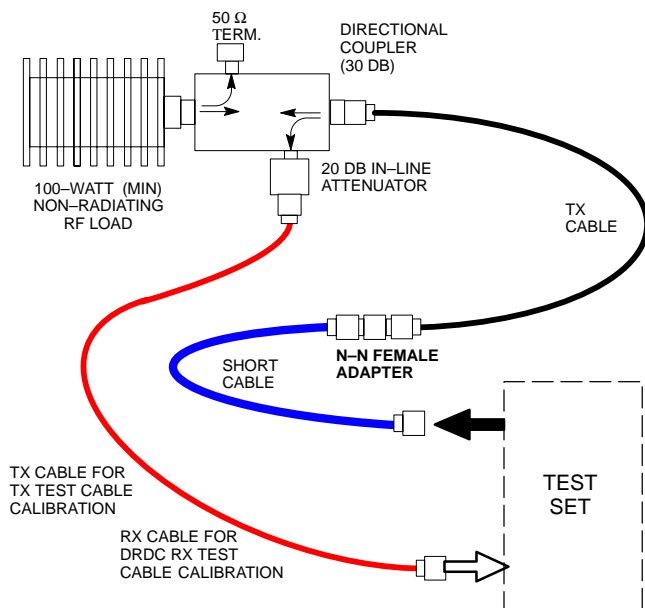 50 Ω
TERM.
DIRECTIONAL
COUPLER
(30 DB)
100–WATT (MIN)
NON–RADIATING
RF LOAD
20 DB IN–LINE
ATTENUATOR
TX
CABLE
N–N FEMALE
ADAPTER
SHORT
CABLE
TEST
SET
TX CABLE FOR
TX TEST CABLE
CALIBRATION
RX CABLE FOR
DRDC RX TEST
CABLE CALIBRATION